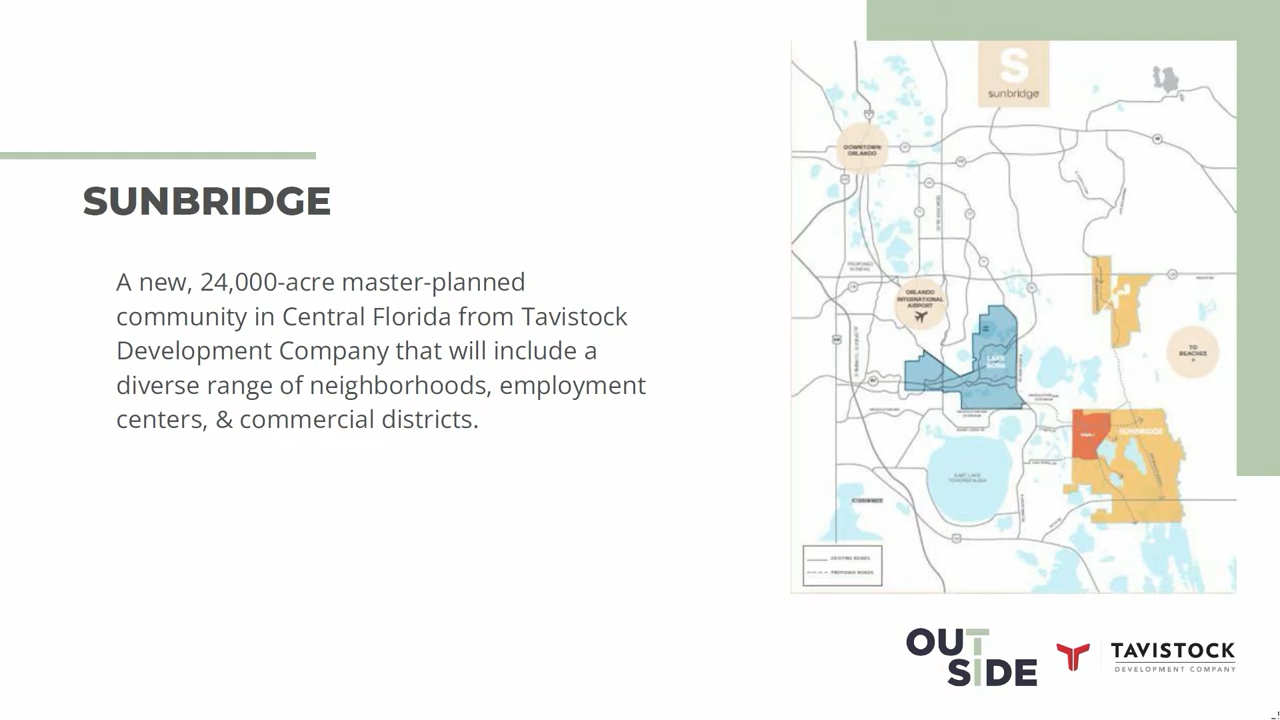 SUNBRIDGE
A new, 24,000-acre master-planned
community in Central Florida from Tavistock
Development Company that will include a
diverse range of neighborhoods, employment
centers, & commercial districts.
S
sunbridge
DOWNTOWN
ORLANDO
ORLANDO
INTERNATIONAL
AIRPORT
LAKE
NONA
TO
BEACHES
SUNBRIDGE
EAST LAKE
TOHOPEKALIGA
KISSIMMEE
EXISTING ROADS
PROPOSED ROADS
OUT
SIDE
TAVISTOCK
DEVELOPMENT COMPANY